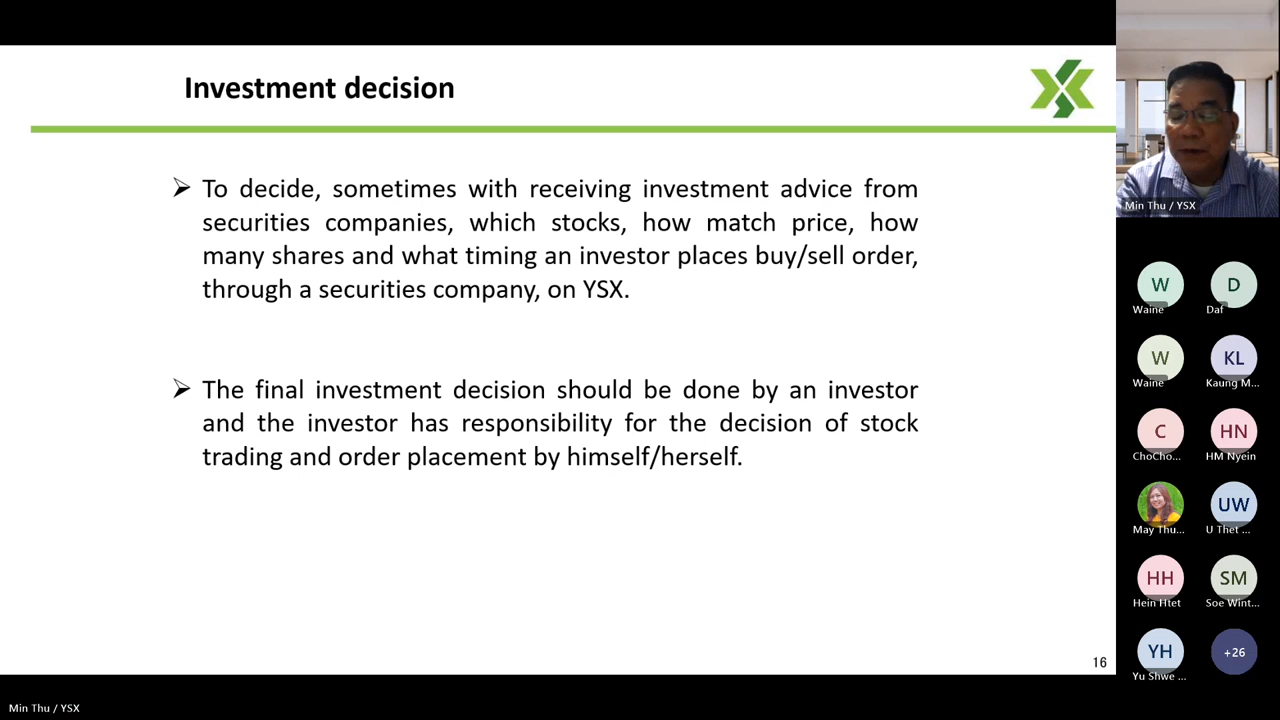 Investment decision
➢ To decide, sometimes with receiving investment advice from
securities companies, which stocks, how match price, how
many shares and what timing an investor places buy/sell order,
through a securities company, on YSX.
➢ The final investment decision should be done by an investor
and the investor has responsibility for the decision of stock
trading and order placement by himself/herself.
16
Min Thu / YSX
W
Waine
D
Daf
W
Waine
KL
Kaung M...
C
ChoCho...
HN
HM Nyein
May Thu...
UW
U Thet ...
HH
Hein Htet
SM
Soe Wint...
YH
Yu Shwe ...
+26
Min Thu / YSX